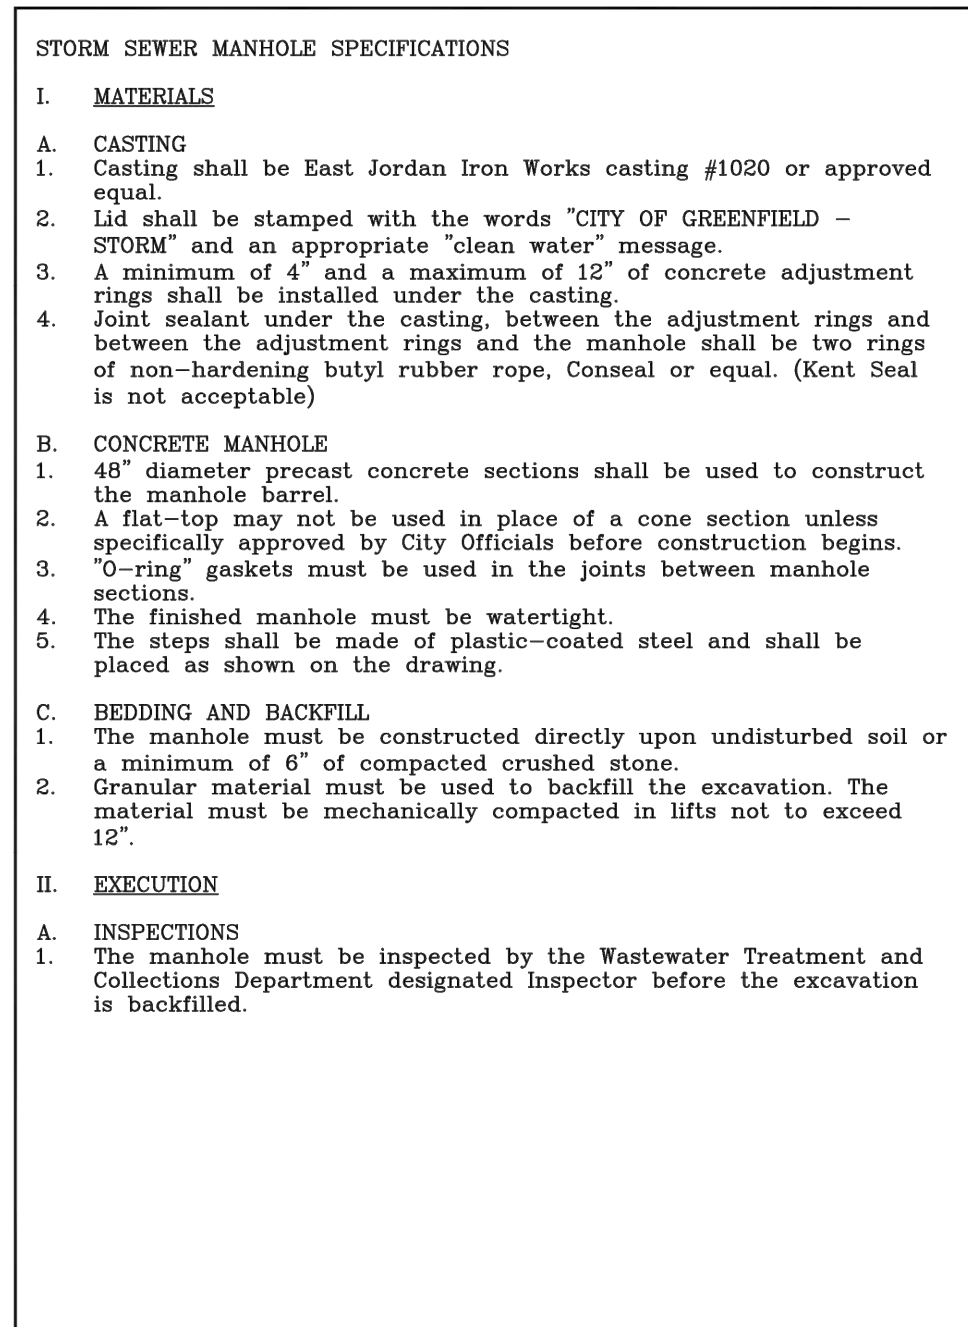 STORM SEWER MANHOLE SPECIFICATIONS
I. MATERIALS
A. CASTING
1. Casting shall be East Jordan Iron Works casting #1020 or approved
equal.
2. Lid shall be stamped with the words "CITY OF GREENFIELD –
STORM" and an appropriate "clean water" message.
3. A minimum of 4" and a maximum of 12" of concrete adjustment
rings shall be installed under the casting.
4. Joint sealant under the casting, between the adjustment rings and
between the adjustment rings and the manhole shall be two rings
of non–hardening butyl rubber rope, Conseal or equal. (Kent Seal
is not acceptable)
B. CONCRETE MANHOLE
1. 48" diameter precast concrete sections shall be used to construct
the manhole barrel.
2. A flat–top may not be used in place of a cone section unless
specifically approved by City Officials before construction begins.
3. "O–ring" gaskets must be used in the joints between manhole
sections.
4. The finished manhole must be watertight.
5. The steps shall be made of plastic–coated steel and shall be
placed as shown on the drawing.
C. BEDDING AND BACKFILL
1. The manhole must be constructed directly upon undisturbed soil or
a minimum of 6" of compacted crushed stone.
2. Granular material must be used to backfill the excavation. The
material must be mechanically compacted in lifts not to exceed
12".
II. EXECUTION
A. INSPECTIONS
1. The manhole must be inspected by the Wastewater Treatment and
Collections Department designated Inspector before the excavation
is backfilled.